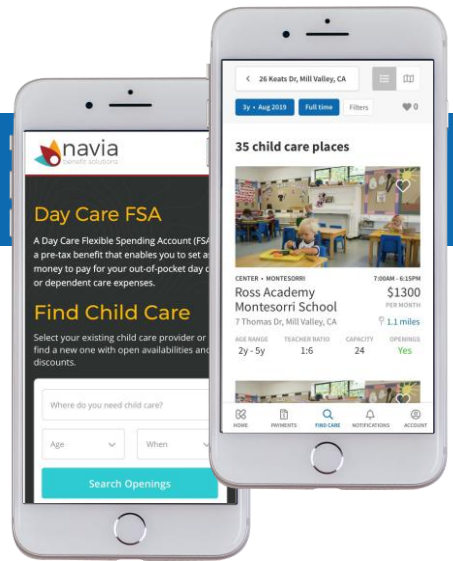 navia
benefit solutions
Day Care FSA
A Day Care Flexible Spending Account (FSA
a pre-tax benefit that enables you to set as
money to pay for your out-of-pocket day c
or dependent care expenses.
Find Child Care
Select your existing child care provider or
find a new one with open availabilities and
discounts.
Where do you need child care?
Age
When
Search Openings
26 Keats Dr, Mill Valley, CA
3y • Aug 2019
Full time
Filters
0
35 child care places
CENTER • MONTESSORI
7:00AM - 6:15PM
Ross Academy
Montesorri School
$1300
PER MONTH
7 Thomas Dr, Mill Valley, CA
1.1 miles
AGE RANGE TEACHER RATIO CAPACITY OPENINGS
2y - 5y 1:6 24 Yes
HOME PAYMENTS FIND CARE NOTIFICATIONS ACCOUNT